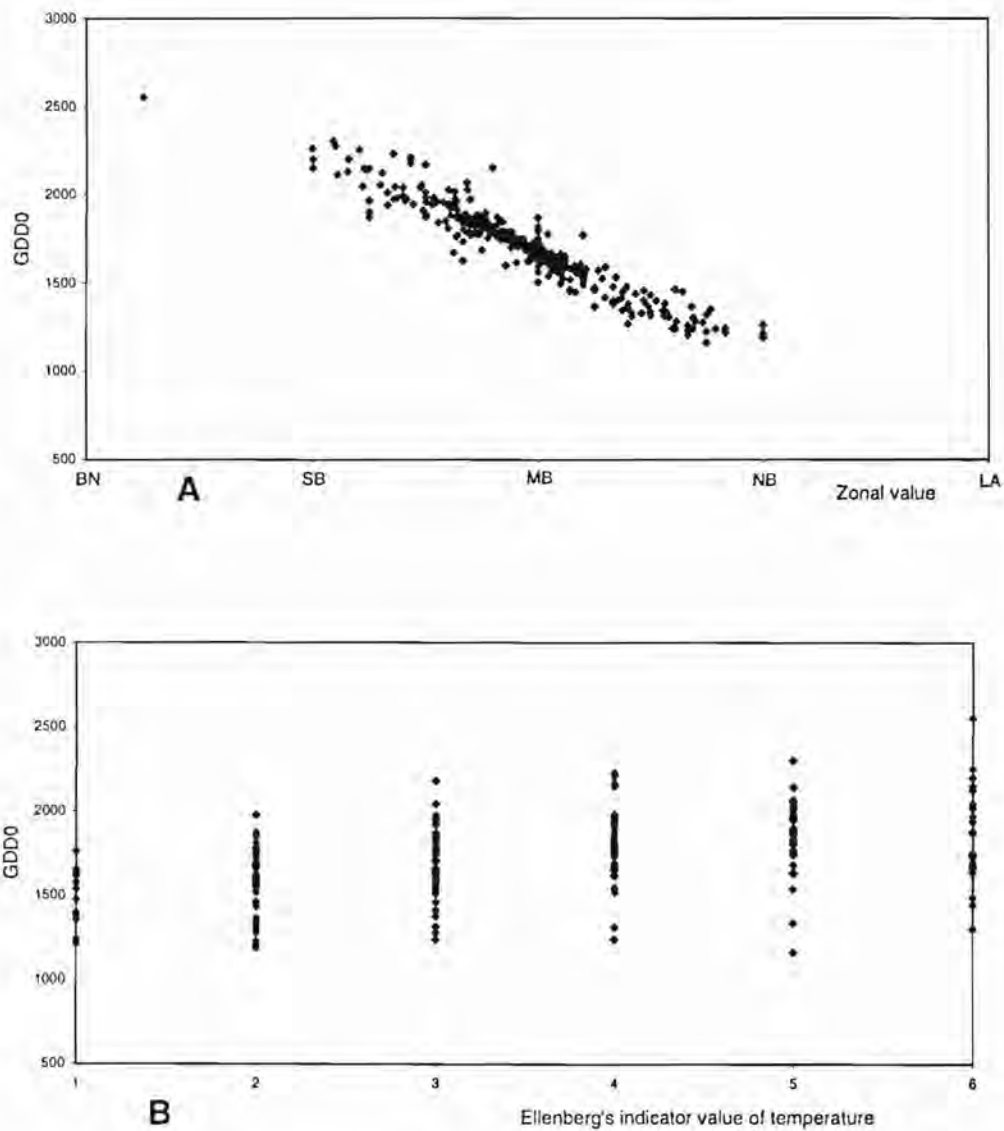 3000
2500
2000
1500
1000
500
GDD0
BN SB MB NB LA
A Zonal value
3000
2500
2000
1500
1000
500
GDD0
1 2 3 4 5 6
B Ellenberg's indicator value of temperature